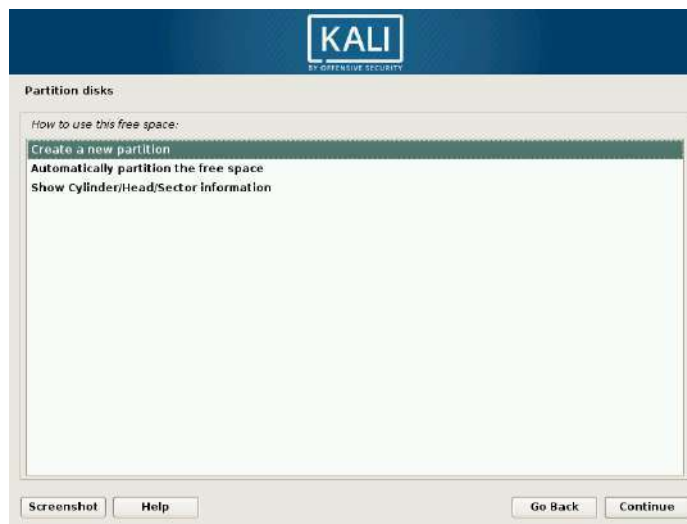 KALI
BY OFFENSIVE SECURITY
Partition disks
How to use this free space:
Create a new partition
Automatically partition the free space
Show Cylinder/Head/Sector information
Screenshot Help Go Back Continue